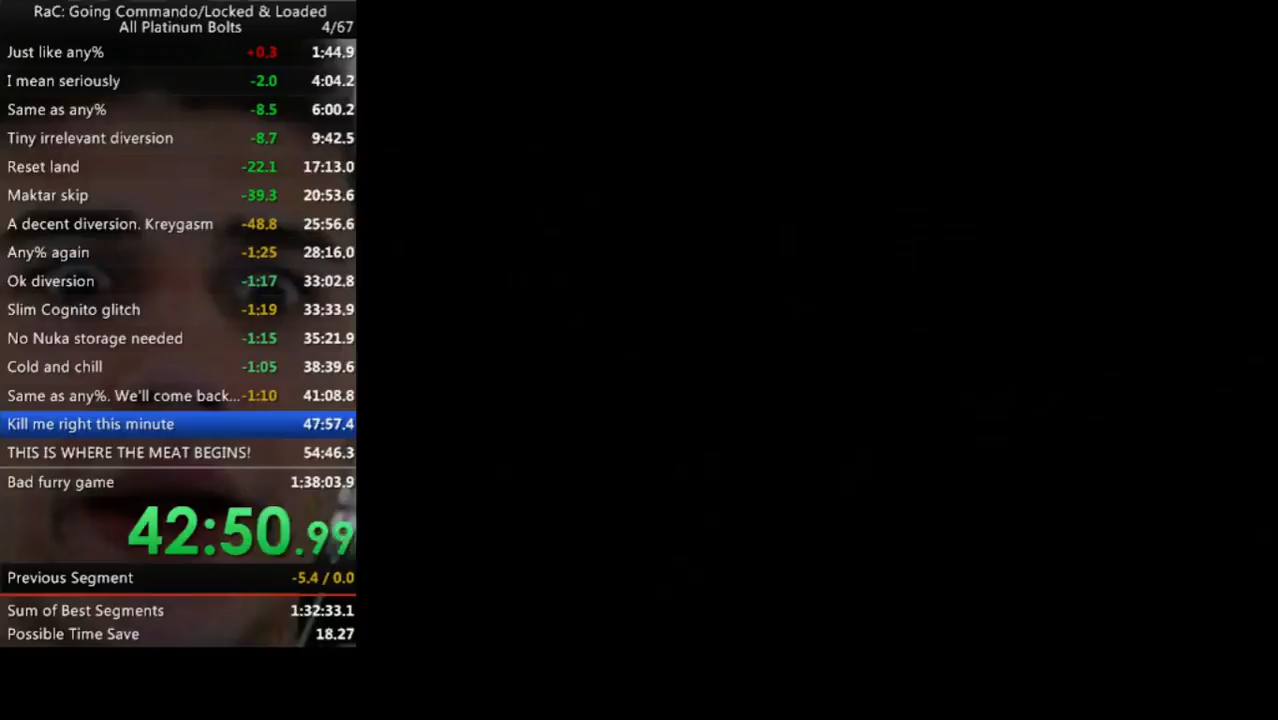 RaC: Going Commando/Locked & Loaded
All Platinum Bolts 4/67
Just like any% +0.3 1:44.9
I mean seriously -2.0 4:04.2
Same as any% -8.5 6:00.2
Tiny irrelevant diversion -8.7 9:42.5
Reset land -22.1 17:13.0
Maktar skip -39.3 20:53.6
A decent diversion. Kreygasm -48.8 25:56.6
Any% again -1:25 28:16.0
Ok diversion -1:17 33:02.8
Slim Cognito glitch -1:19 33:33.9
No Nuka storage needed -1:15 35:21.9
Cold and chill -1:05 38:39.6
Same as any%. We'll come back... -1:10 41:08.8
Kill me right this minute 47:57.4
THIS IS WHERE THE MEAT BEGINS! 54:46.3
Bad furry game 1:38:03.9
42:50.99
Previous Segment -5.4 / 0.0
Sum of Best Segments 1:32:33.1
Possible Time Save 18.27